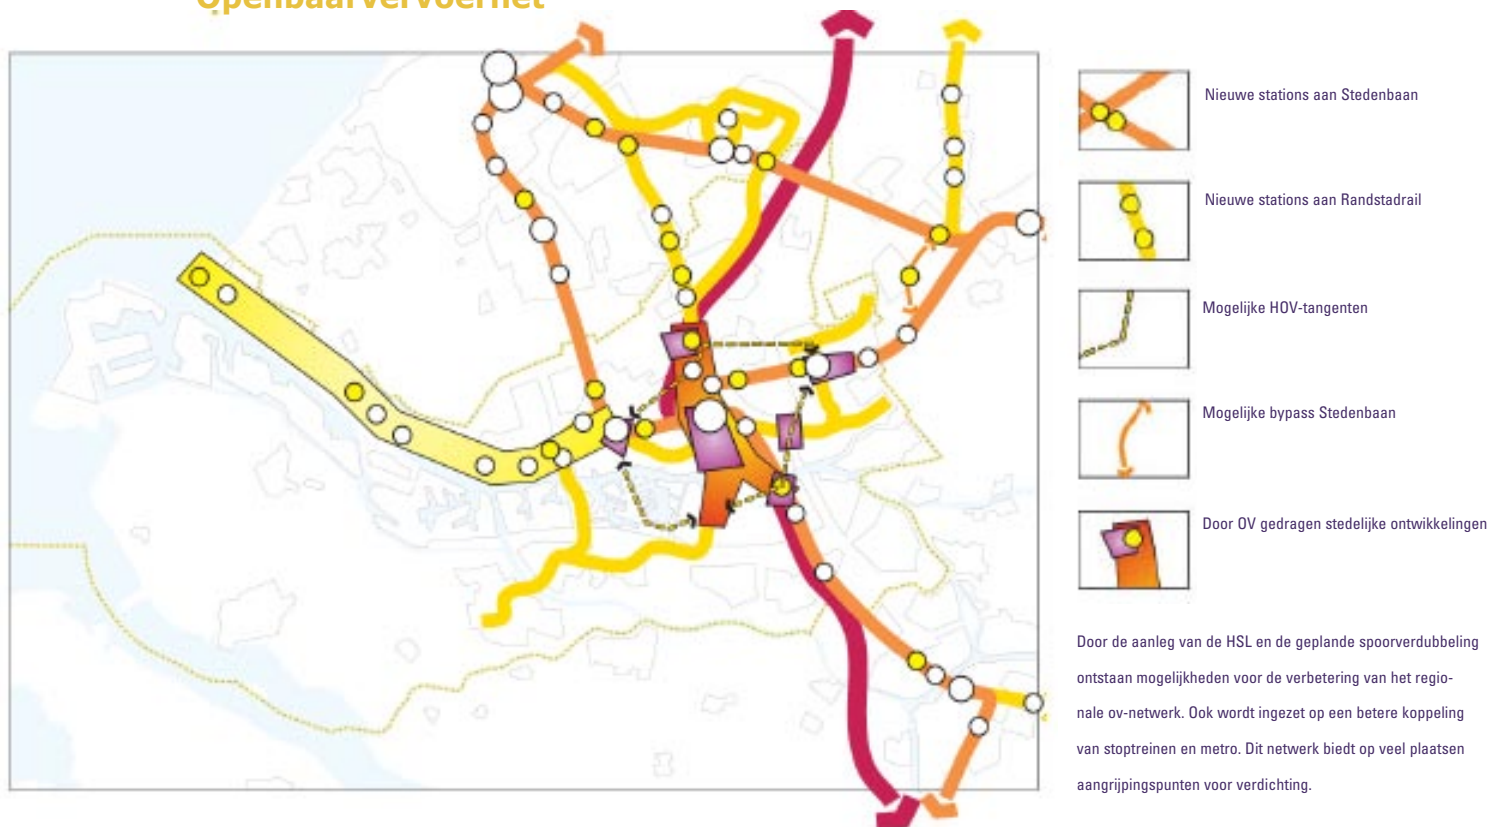 Openbaarvervoernet
Nieuwe stations aan Stedenbaan
Nieuwe stations aan Randstadrail
Mogelijke HOV-tangenten
Mogelijke bypass Stedenbaan
Door OV gedragen stedelijke ontwikkelingen
Door de aanleg van de HSL en de geplande spoorverdubbeling
ontstaan mogelijkheden voor de verbetering van het regio-
nale ov-netwerk. Ook wordt ingezet op een betere koppeling
van stoptreinen en metro. Dit netwerk biedt op veel plaatsen
aangrijpingspunten voor verdichting.